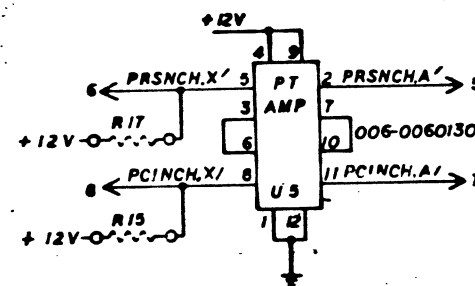 +12V
4 9
6 PRSNCH,X/ 5 PT 2 PRSNCH,A/ 5
3 AMP 7
+12V R17 6 10 006-0060130
8 PCINCH,X/ 8 U5 11 PCINCH,A/
+12V R15 1 12